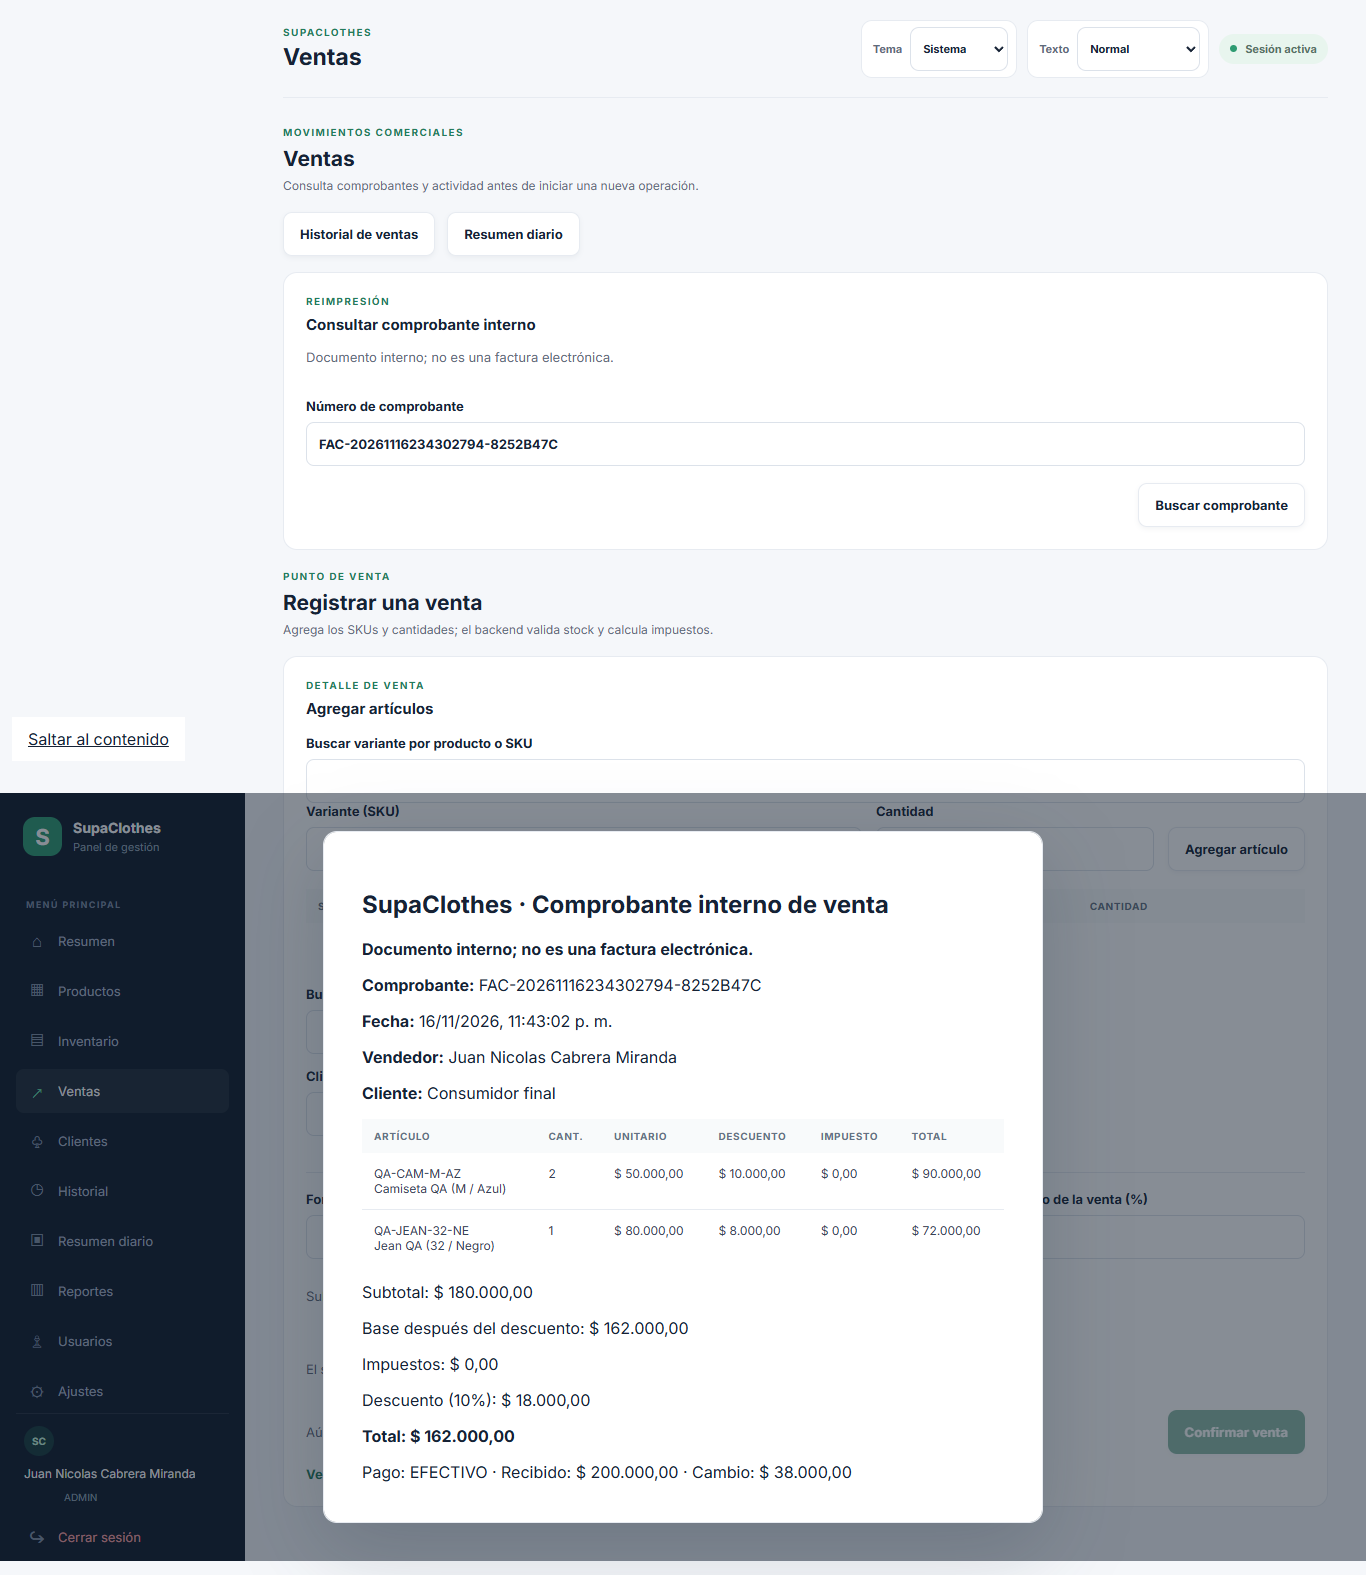 SUPACLOTHES
Ventas
Tema
Sistema
Texto
Normal
Sesión activa
MOVIMIENTOS COMERCIALES
Ventas
Consulta comprobantes y actividad antes de iniciar una nueva operación.
Historial de ventas
Resumen diario
REIMPRESIÓN
Consultar comprobante interno
Documento interno; no es una factura electrónica.
Número de comprobante
FAC-20261116234302794-8252B47C
Buscar comprobante
PUNTO DE VENTA
Registrar una venta
Agrega los SKUs y cantidades; el backend valida stock y calcula impuestos.
DETALLE DE VENTA
Agregar artículos
Buscar variante por producto o SKU
Saltar al contenido
Variante (SKU)
Cantidad
Agregar artículo
CANTIDAD
o de la venta (%)
Confirmar venta
S
SupaClothes
Panel de gestión
MENÚ PRINCIPAL
Resumen
Productos
Inventario
Ventas
Clientes
Historial
Resumen diario
Reportes
Usuarios
Ajustes
SC
Juan Nicolas Cabrera Miranda
ADMIN
Cerrar sesión
SupaClothes · Comprobante interno de venta
Documento interno; no es una factura electrónica.
Comprobante: FAC-20261116234302794-8252B47C
Fecha: 16/11/2026, 11:43:02 p. m.
Vendedor: Juan Nicolas Cabrera Miranda
Cliente: Consumidor final
ARTÍCULO CANT. UNITARIO DESCUENTO IMPUESTO TOTAL
QA-CAM-M-AZ 2 $ 50.000,00 $ 10.000,00 $ 0,00 $ 90.000,00
Camiseta QA (M / Azul)
QA-JEAN-32-NE 1 $ 80.000,00 $ 8.000,00 $ 0,00 $ 72.000,00
Jean QA (32 / Negro)
Subtotal: $ 180.000,00
Base después del descuento: $ 162.000,00
Impuestos: $ 0,00
Descuento (10%): $ 18.000,00
Total: $ 162.000,00
Pago: EFECTIVO · Recibido: $ 200.000,00 · Cambio: $ 38.000,00